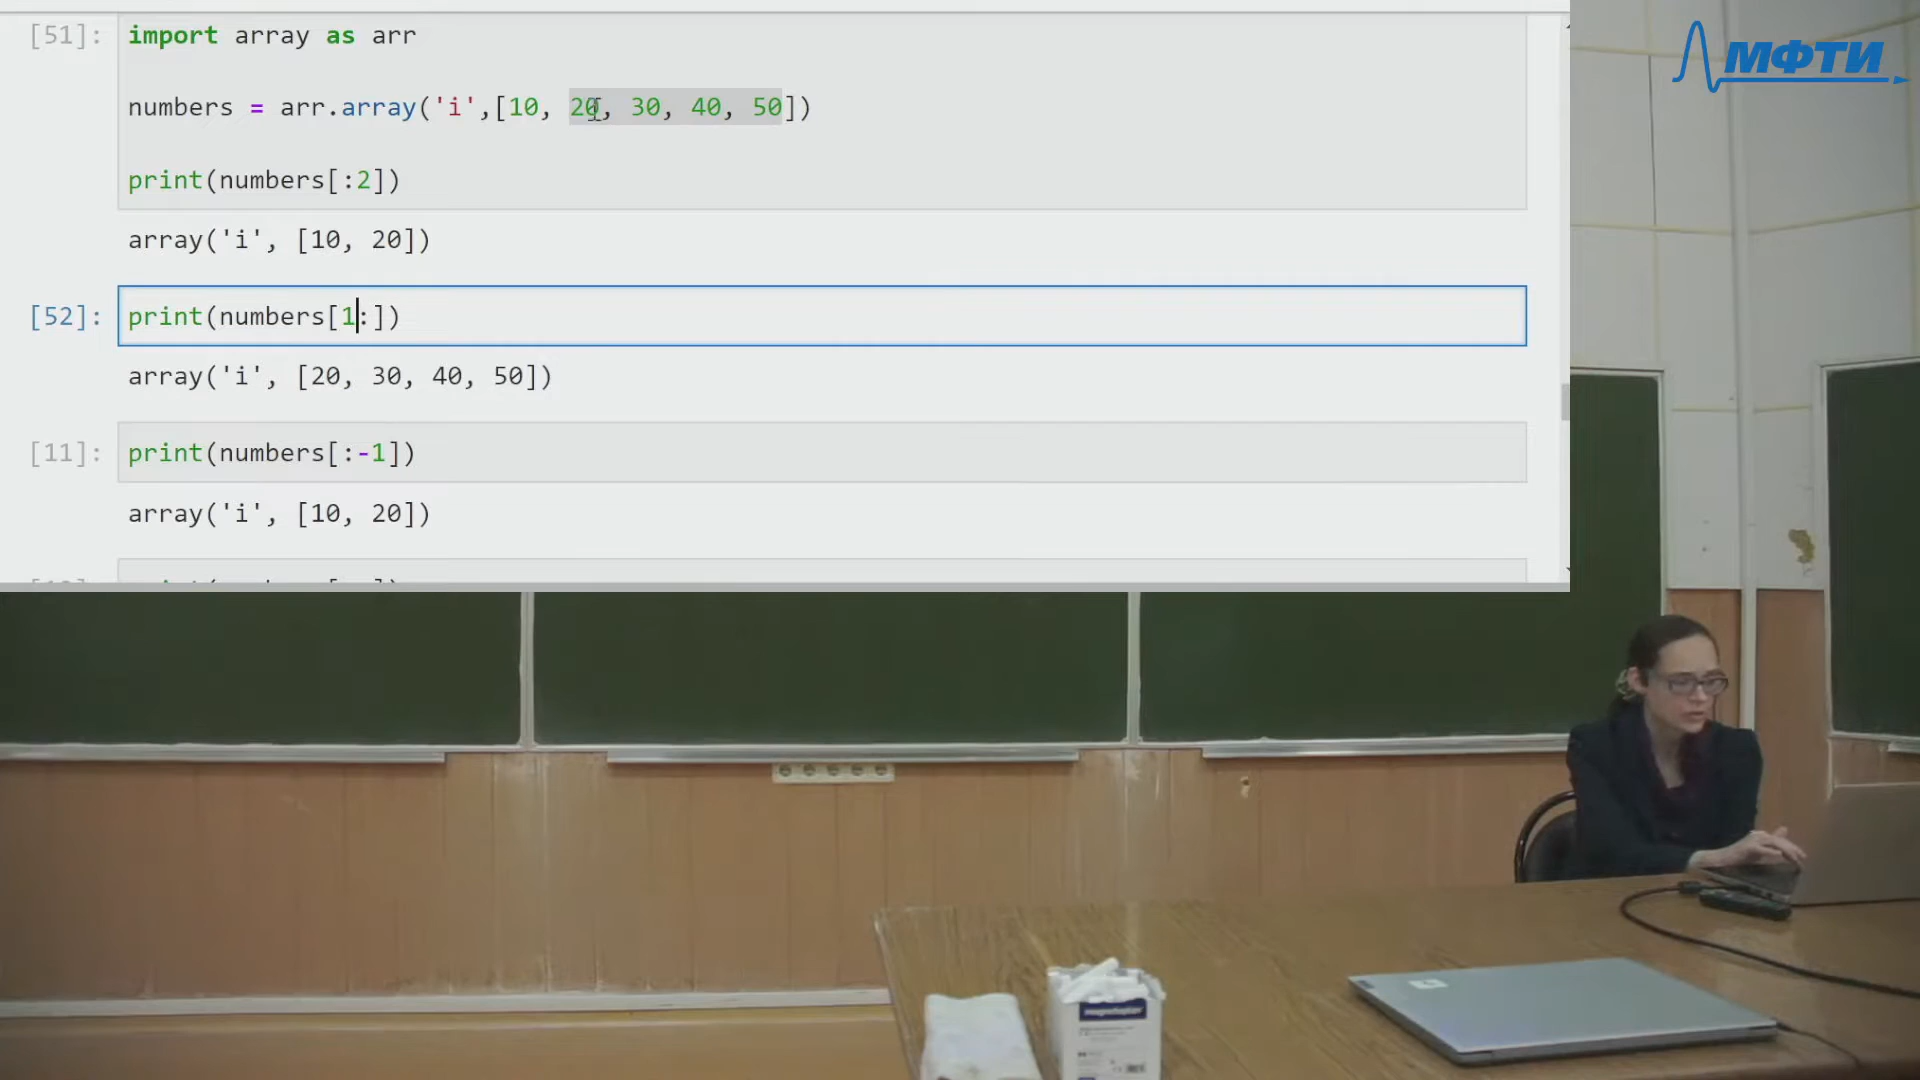 МФТИ
[51]: import array as arr
numbers = arr.array('i',[10, 20, 30, 40, 50])
print(numbers[:2])
array('i', [10, 20])
[52]: print(numbers[1:])
array('i', [20, 30, 40, 50])
[11]: print(numbers[:-1])
array('i', [10, 20])